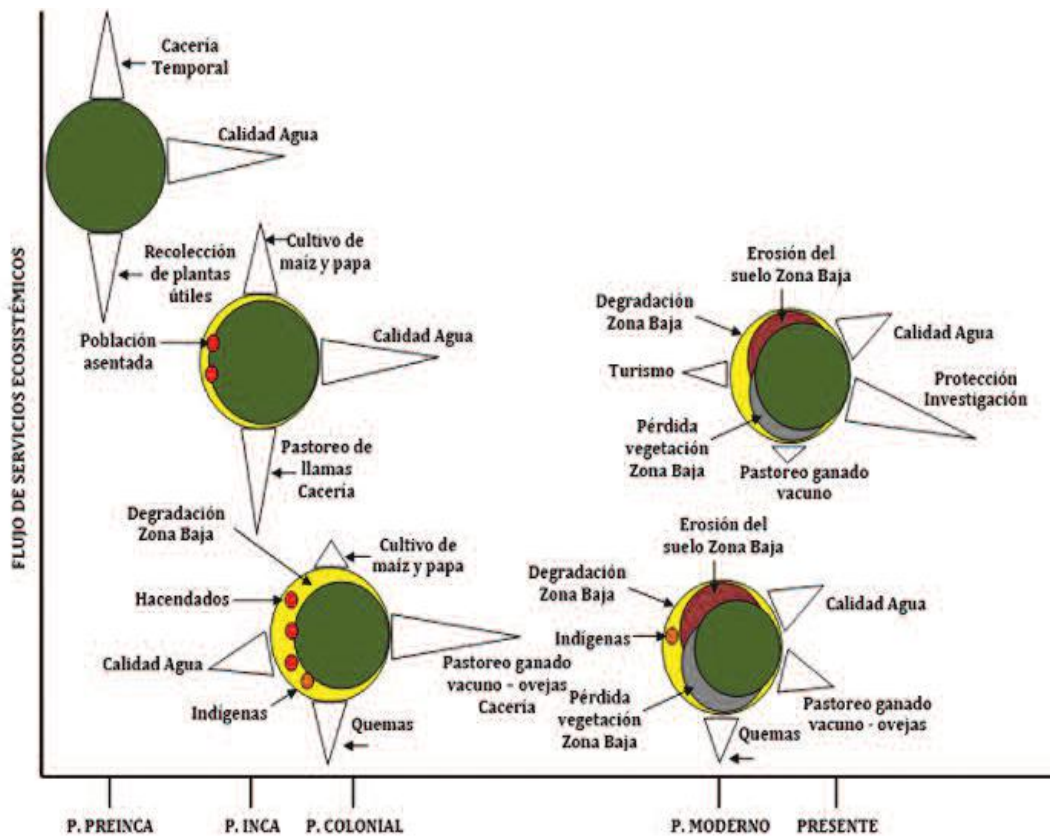 Cacería
Temporal
Calidad Agua
Recolección
de plantas
útiles
Cultivo de
maíz y papa
Población
asentada
Calidad Agua
Pastoreo de
llamas
Cacería
Degradación
Zona Baja
Cultivo de
maíz y papa
Hacendados
Calidad Agua
Indígenas
Pastoreo ganado
vacuno - ovejas
Cacería
Quemas
Erosión del
suelo Zona Baja
Degradación
Zona Baja
Calidad Agua
Turismo
Protección
Investigación
Pérdida
vegetación
Zona Baja
Pastoreo ganado
vacuno
Erosión del
suelo Zona Baja
Degradación
Zona Baja
Calidad Agua
Indígenas
Pérdida
vegetación
Zona Baja
Pastoreo ganado
vacuno - ovejas
Quemas
FLUJO DE SERVICIOS ECOSISTÉMICOS
P. PREINCA
P. INCA
P. COLONIAL
P. MODERNO
PRESENTE